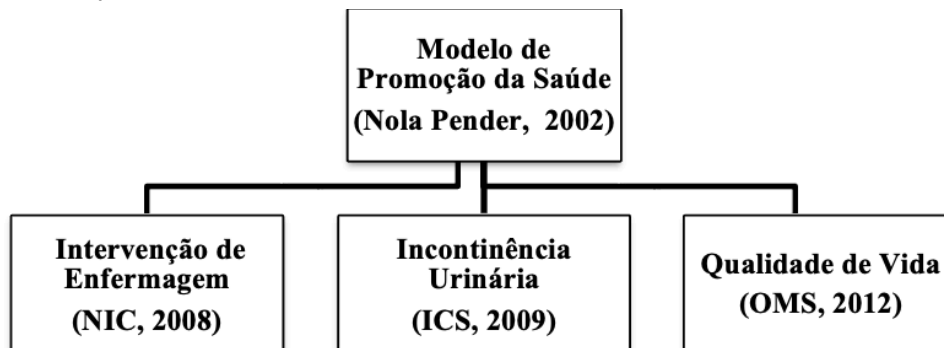 Modelo de
Promoção da Saúde
(Nola Pender, 2002)
Intervenção de
Enfermagem
(NIC, 2008)
Incontinência
Urinária
(ICS, 2009)
Qualidade de Vida
(OMS, 2012)